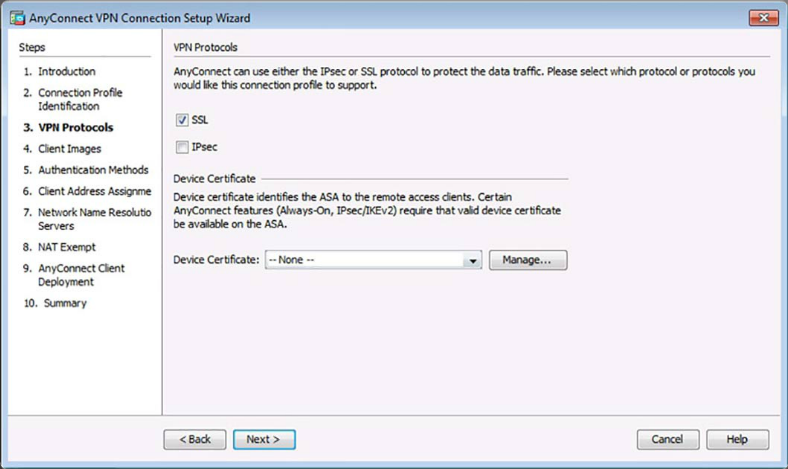 AnyConnect VPN Connection Setup Wizard
Steps
1. Introduction
2. Connection Profile
Identification
3. VPN Protocols
4. Client Images
5. Authentication Methods
6. Client Address Assignme
7. Network Name Resolutio
Servers
8. NAT Exempt
9. AnyConnect Client
Deployment
10. Summary
VPN Protocols
AnyConnect can use either the IPsec or SSL protocol to protect the data traffic. Please select which protocol or protocols you
would like this connection profile to support.
SSL
IPsec
Device Certificate
Device certificate identifies the ASA to the remote access clients. Certain
AnyConnect features (Always-On, IPsec/IKEv2) require that valid device certificate
be available on the ASA.
Device Certificate: -- None -- Manage...
< Back Next > Cancel Help